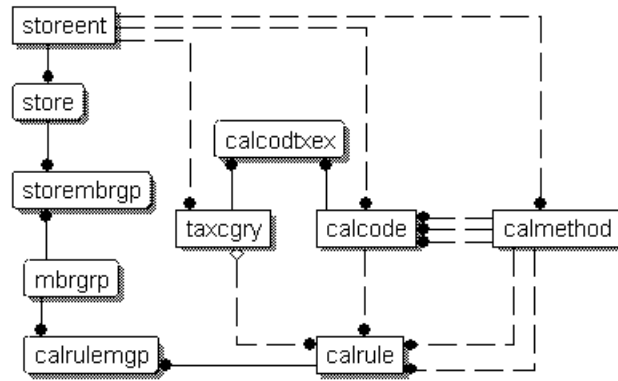 storeent
store
calcodtxex
storembrgp
taxcgry
calcode
calmethod
mbrgrp
calrulemgp
calrule